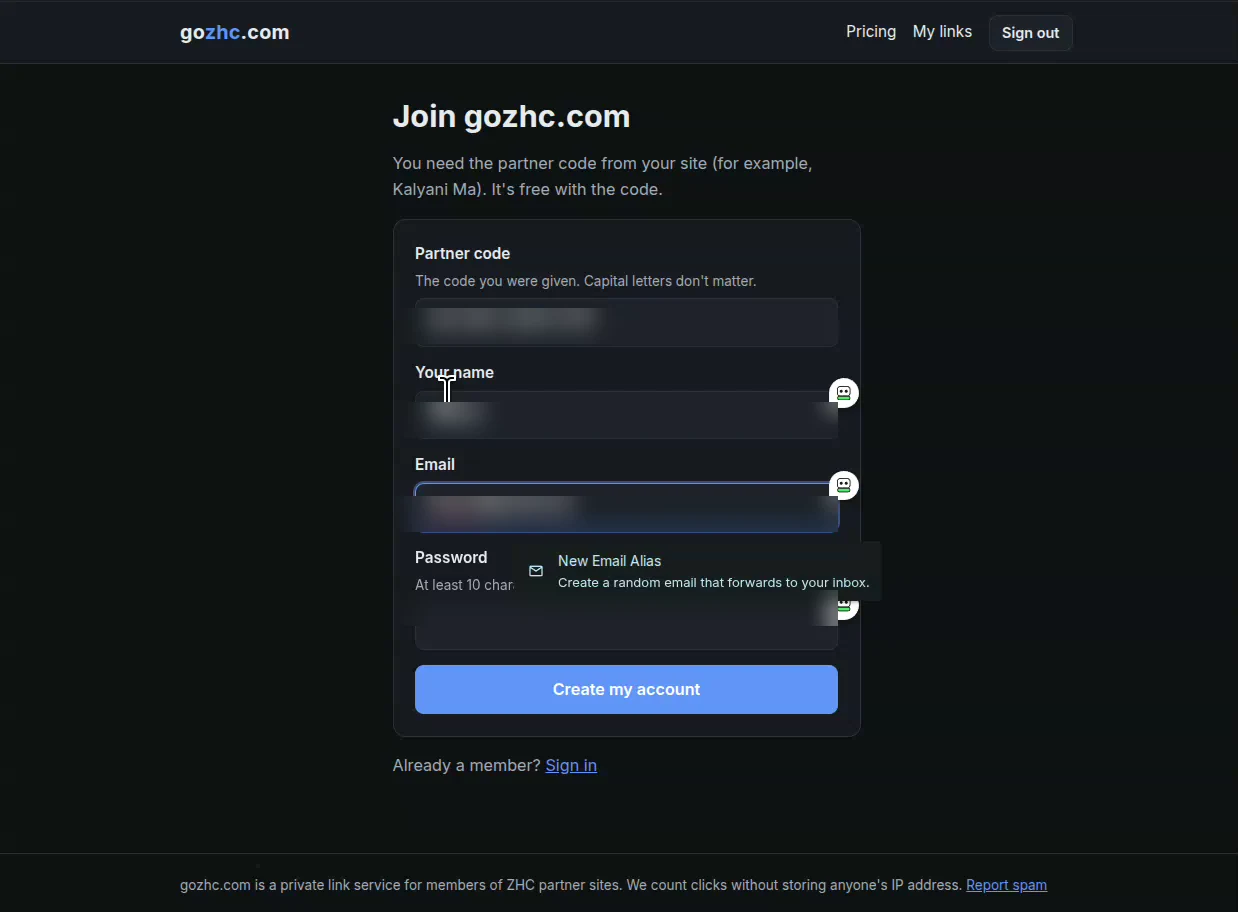 gozhc.com
Pricing
My links
Sign out
Join gozhc.com
You need the partner code from your site (for example,
Kalyani Ma). It's free with the code.
Partner code
The code you were given. Capital letters don't matter.
Your name
Email
Password
At least 10
New Email Alias
Create a random email that forwards to your inbox.
Create my account
Already a member? Sign in
gozhc.com is a private link service for members of ZHC partner sites. We count clicks without storing anyone's IP address. Report spam